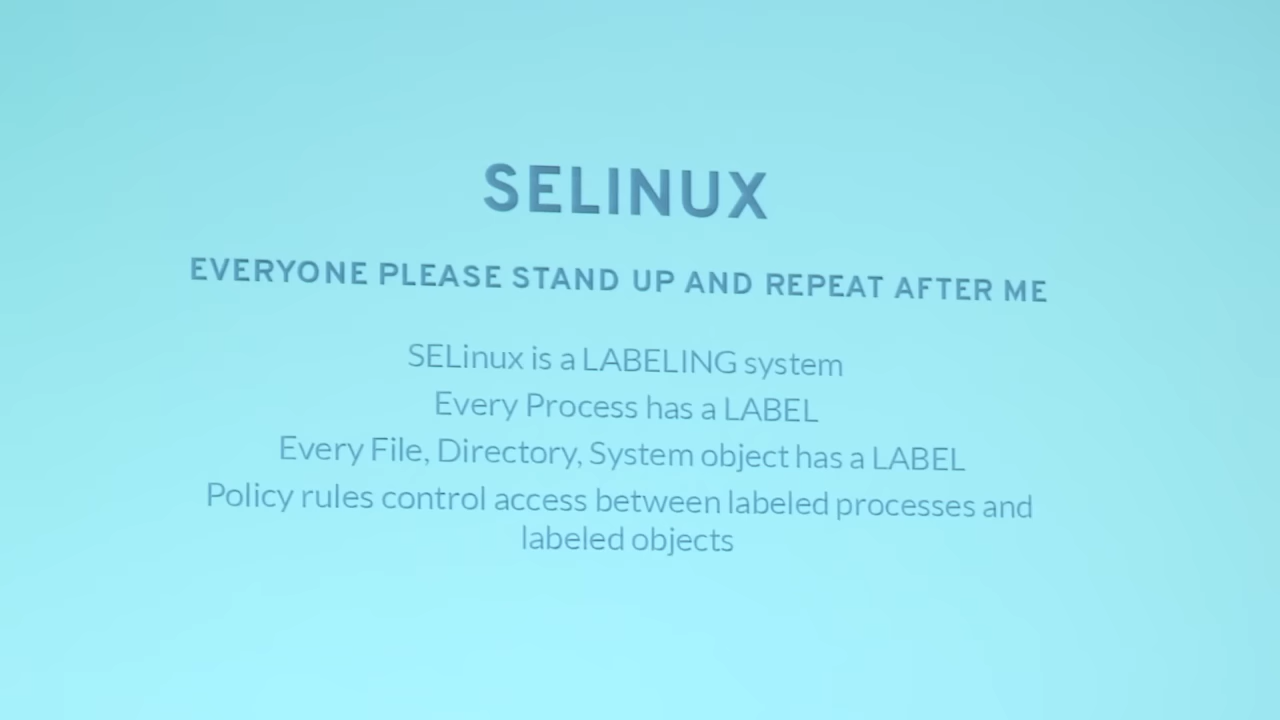 SELINUX
EVERYONE PLEASE STAND UP AND REPEAT AFTER ME
SELinux is a LABELING system
Every Process has a LABEL
Every File, Directory, System object has a LABEL
Policy rules control access between labeled processes and
labeled objects